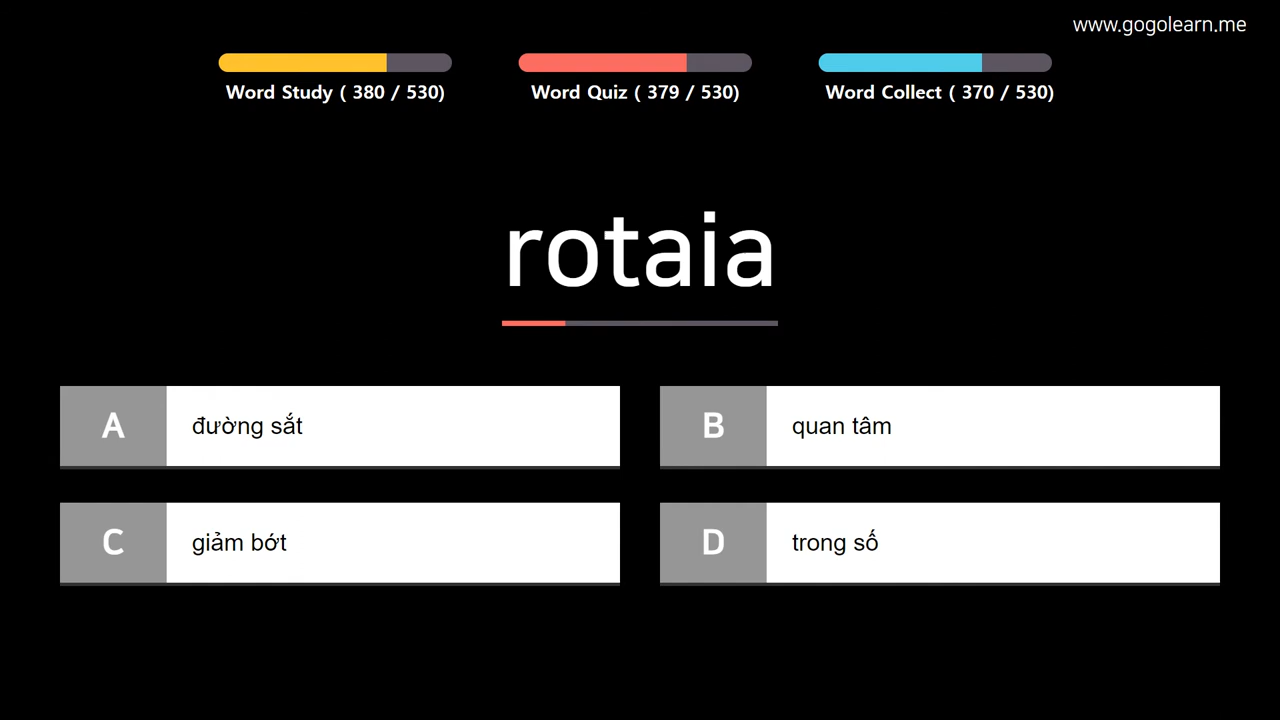 www.gogolearn.me
Word Study ( 380 / 530)
Word Quiz ( 379 / 530)
Word Collect ( 370 / 530)
rotaia
A đường sắt
B quan tâm
C giảm bớt
D trong số